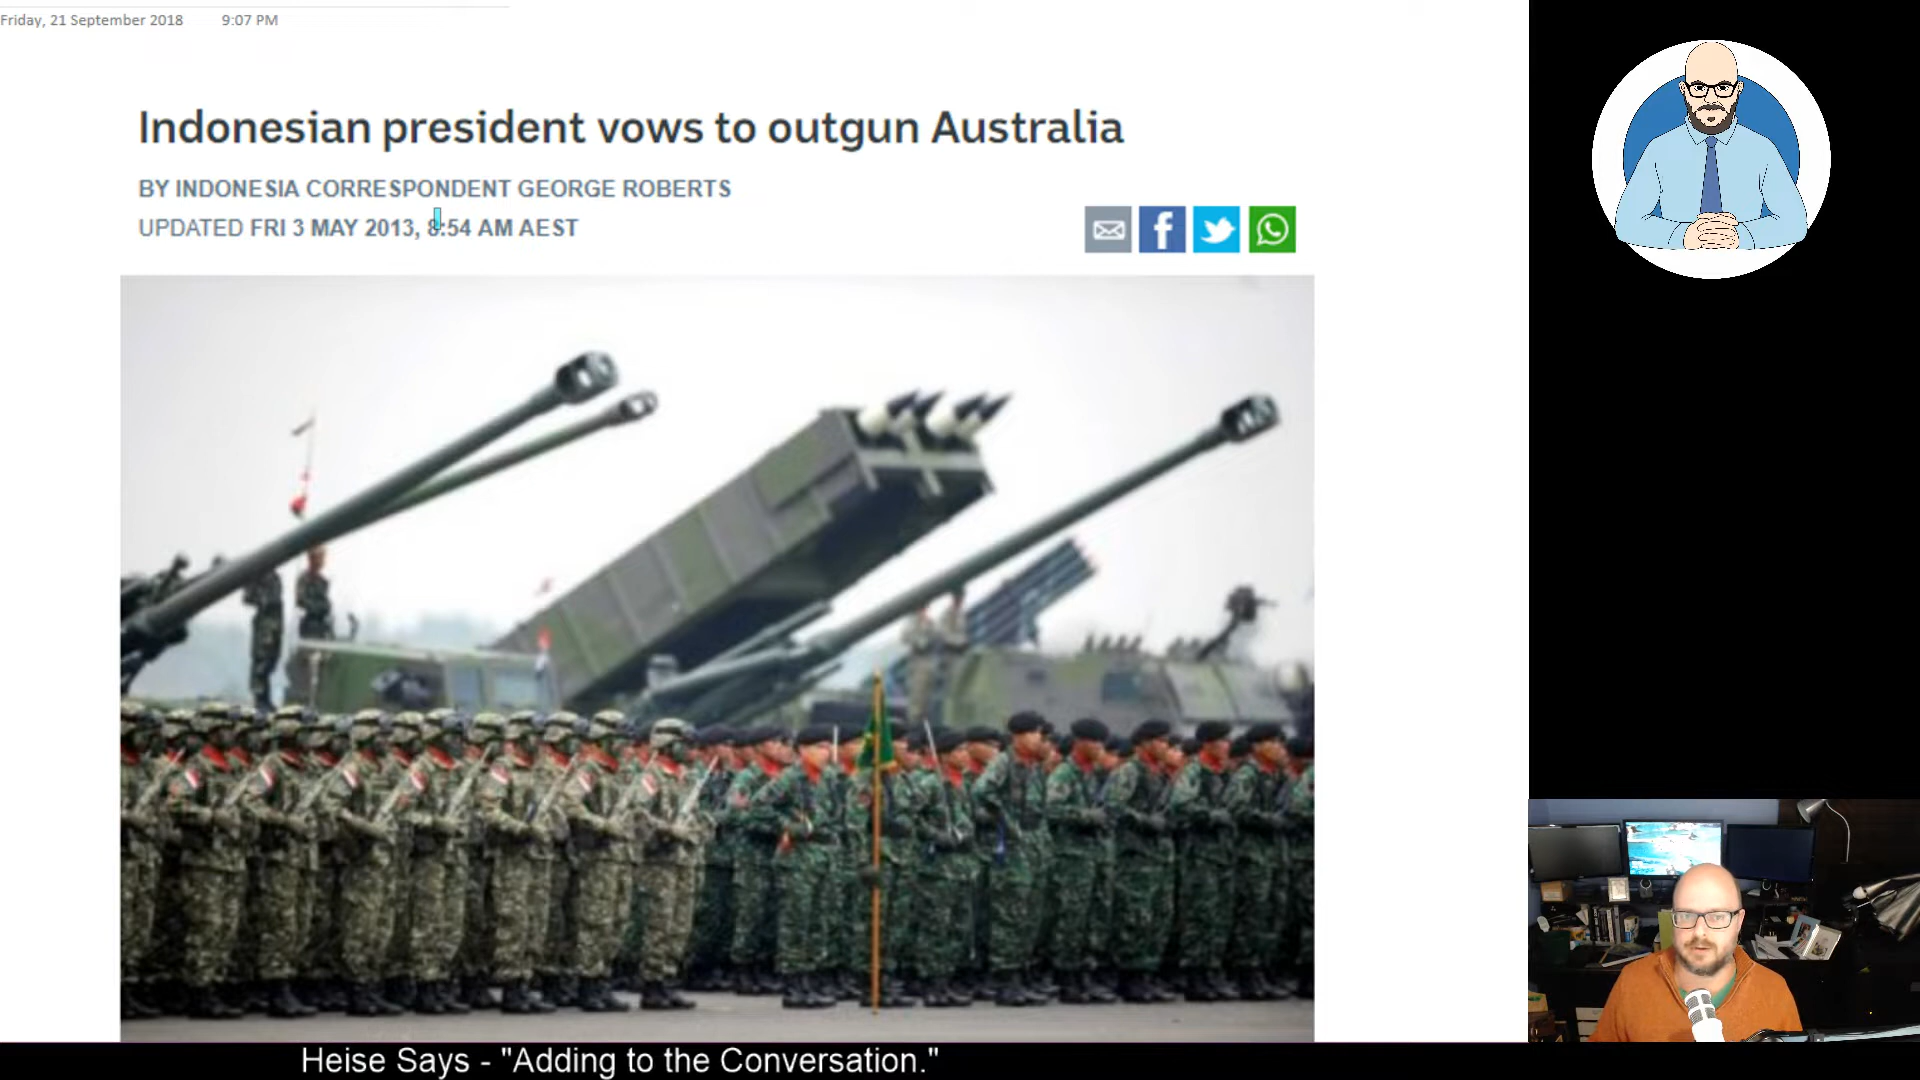 Friday, 21 September 2018 9:07 PM
Indonesian president vows to outgun Australia
BY INDONESIA CORRESPONDENT GEORGE ROBERTS
UPDATED FRI 3 MAY 2013, 8:54 AM AEST
Heise Says - "Adding to the Conversation."